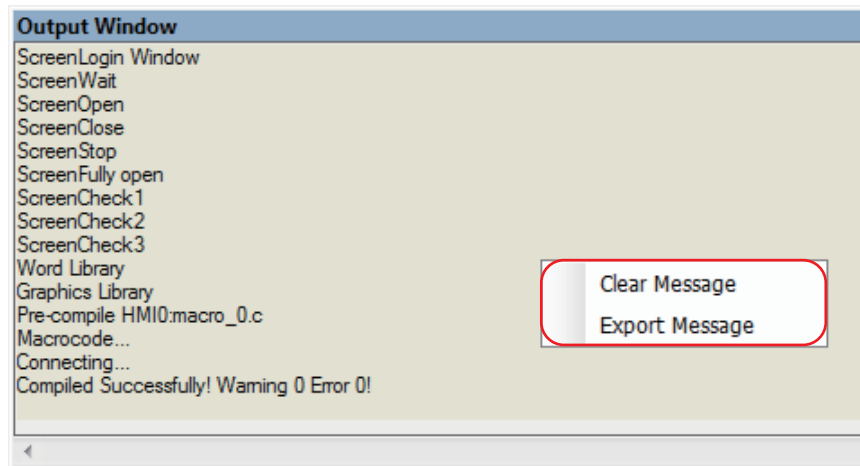 Output Window
ScreenLogin Window
ScreenWait
ScreenOpen
ScreenClose
ScreenStop
ScreenFully open
ScreenCheck1
ScreenCheck2
ScreenCheck3
Word Library
Graphics Library
Pre-compile HMI0:macro_0.c
Macrocode...
Connecting...
Compiled Successfully! Warning 0 Error 0!
Clear Message
Export Message